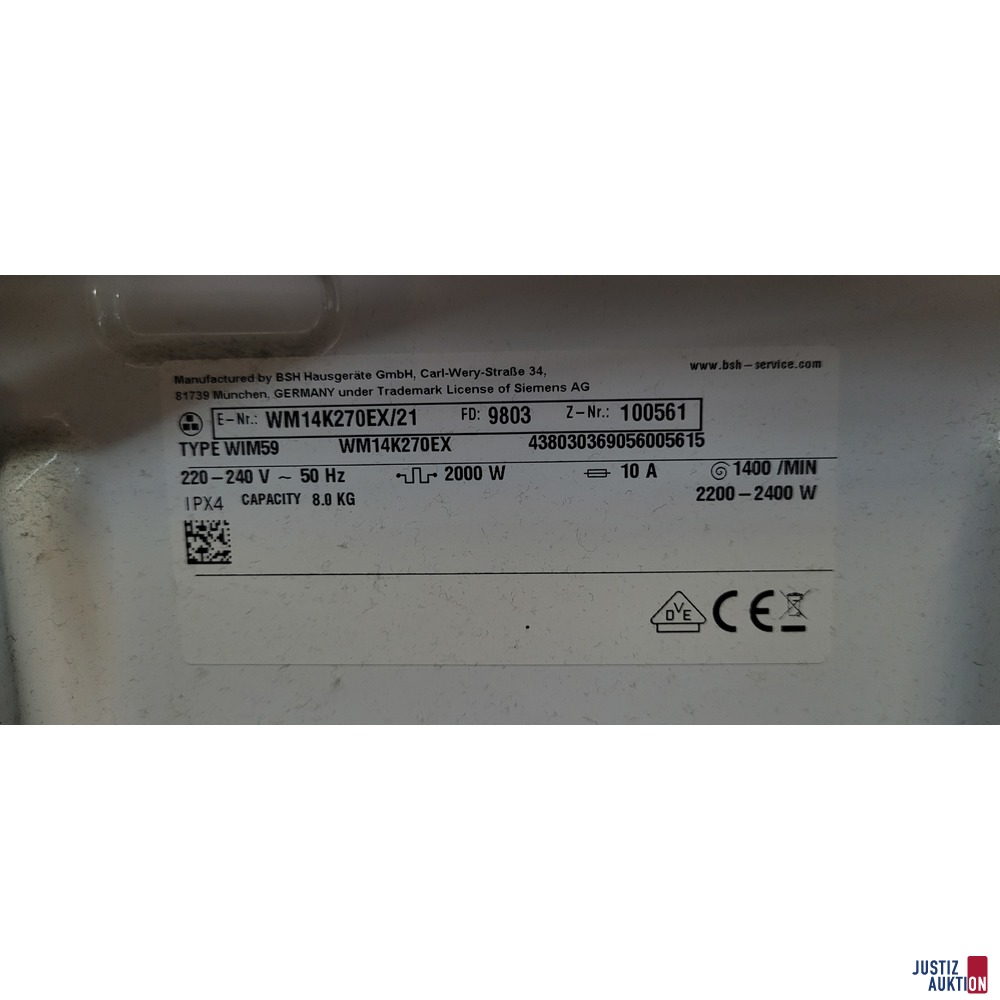 Manufactured by BSH Hausgeräte GmbH, Carl-Wery-Straße 34,
81739 München, GERMANY under Trademark License of Siemens AG
www.bsh-service.com
E-Nr.: WM14K270EX/21 FD: 9803 Z-Nr.: 100561
TYPE WIM59 WM14K270EX 438030369056005615
220-240 V ~ 50 Hz 2000 W 10 A 1400 /MIN
IPX4 CAPACITY 8.0 KG 2200-2400 W
DVE CE
JUSTIZ
AUKTION